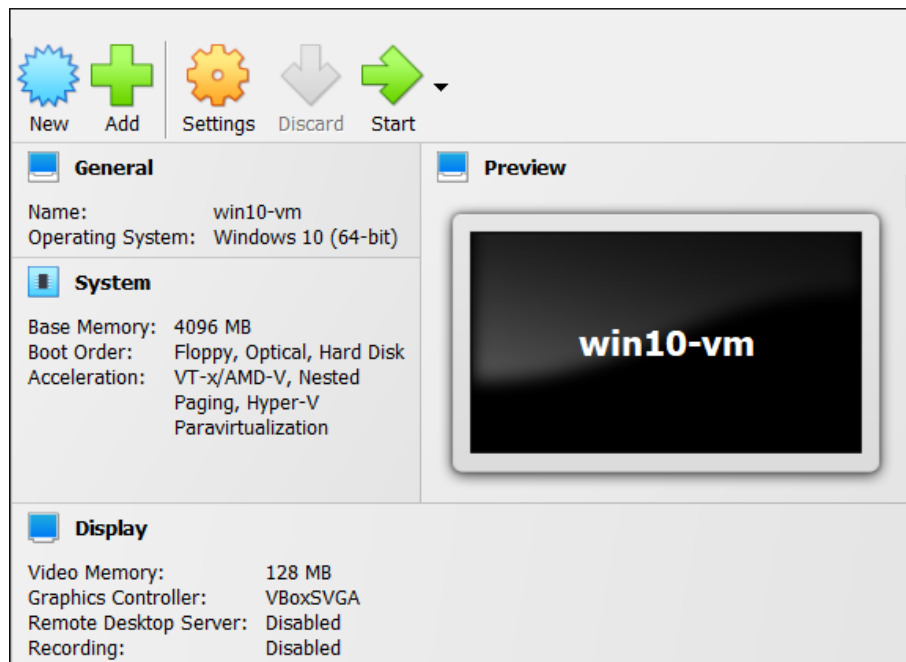 New Add Settings Discard Start
General
Name: win10-vm
Operating System: Windows 10 (64-bit)
System
Base Memory: 4096 MB
Boot Order: Floppy, Optical, Hard Disk
Acceleration: VT-x/AMD-V, Nested
Paging, Hyper-V
Paravirtualization
Preview
win10-vm
Display
Video Memory: 128 MB
Graphics Controller: VBoxSVGA
Remote Desktop Server: Disabled
Recording: Disabled